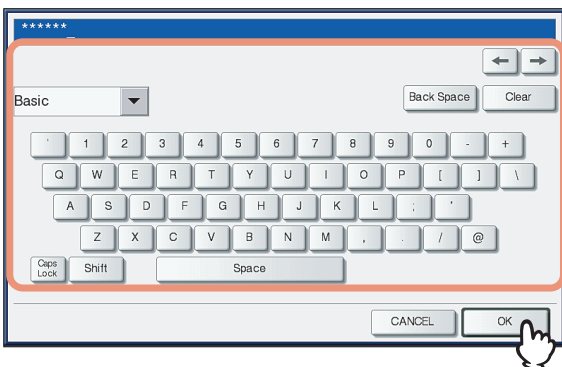 ******_
← →
Basic Back Space Clear
' 1 2 3 4 5 6 7 8 9 0 - +
Q W E R T Y U I O P [ ] \
A S D F G H J K L ; '
Z X C V B N M , . / @
Caps Lock Shift Space
CANCEL OK